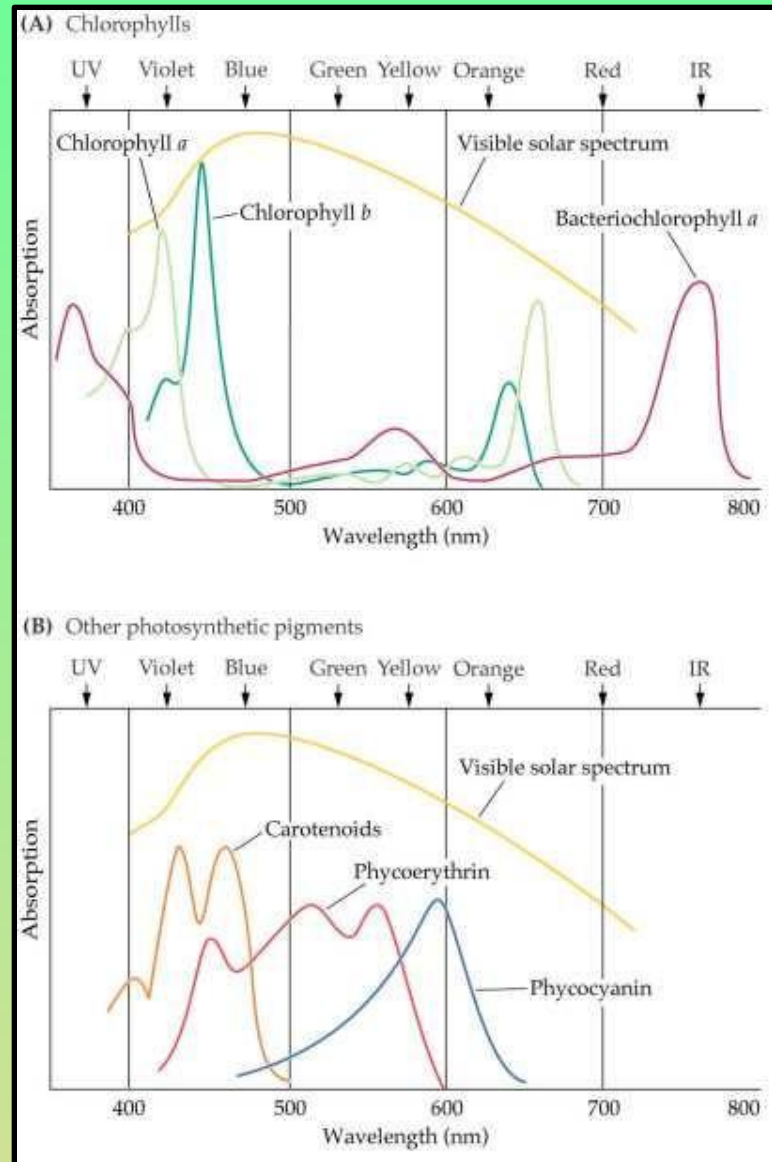 (A) Chlorophylls
UV Violet Blue Green Yellow Orange Red IR
Chlorophyll a
Visible solar spectrum
Chlorophyll b
Bacteriochlorophyll a
Absorption
400 500 600 700 800
Wavelength (nm)
(B) Other photosynthetic pigments
UV Violet Blue Green Yellow Orange Red IR
Visible solar spectrum
Carotenoids
Phycoerythrin
Phycocyanin
Absorption
400 500 600 700 800
Wavelength (nm)